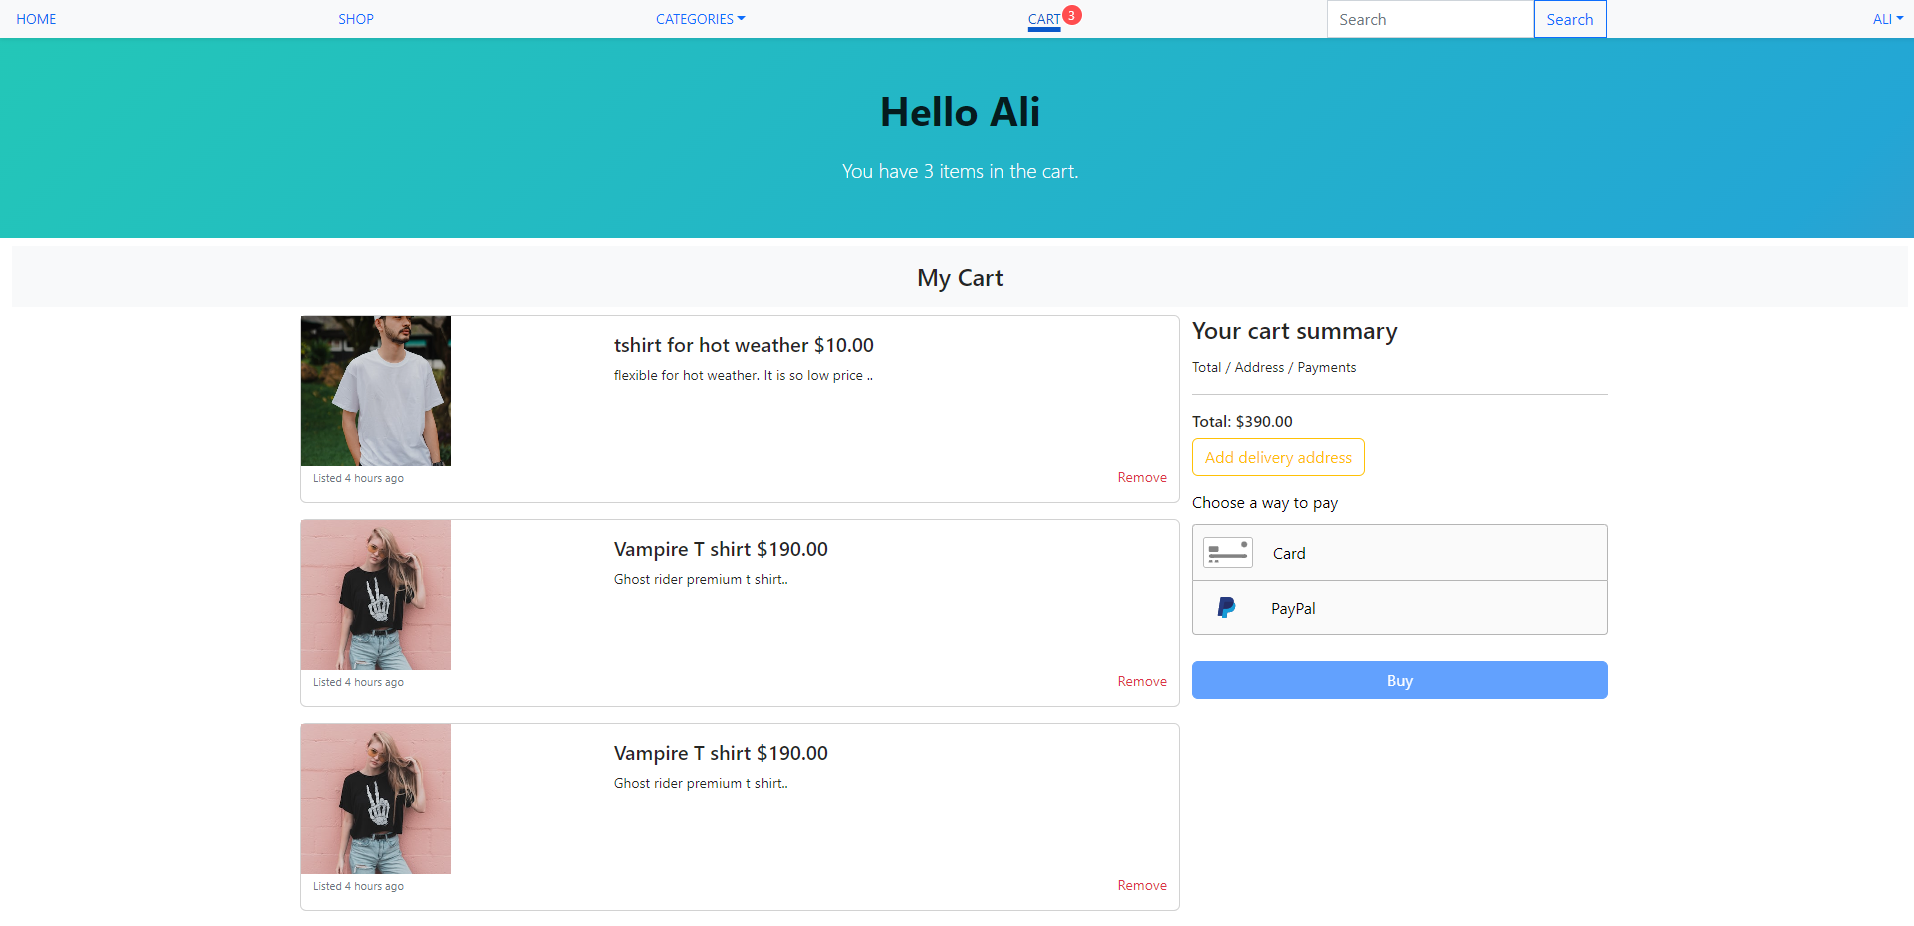 HOME SHOP CATEGORIES CART 3 Search Search ALI
Hello Ali
You have 3 items in the cart.
My Cart
tshirt for hot weather $10.00
flexible for hot weather. It is so low price ..
Listed 4 hours ago
Remove
Vampire T shirt $190.00
Ghost rider premium t shirt..
Listed 4 hours ago
Remove
Vampire T shirt $190.00
Ghost rider premium t shirt..
Listed 4 hours ago
Remove
Your cart summary
Total / Address / Payments
Total: $390.00
Add delivery address
Choose a way to pay
Card
PayPal
Buy